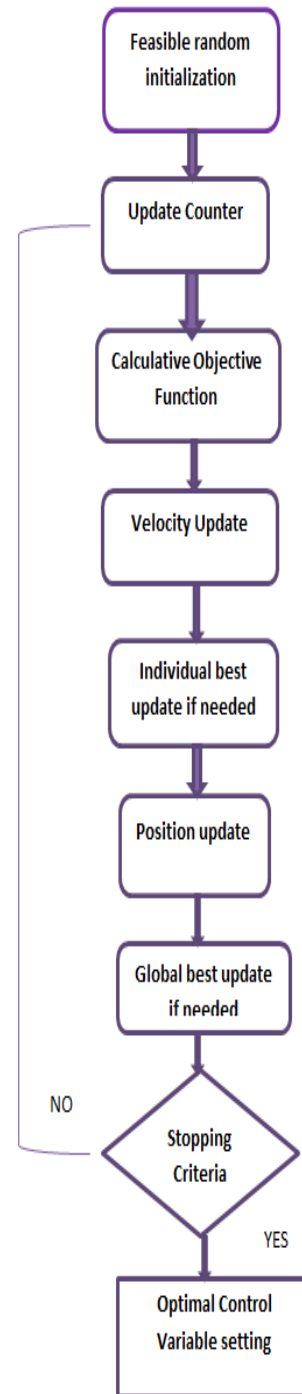 Feasible random
initialization
Update Counter
Calculative Objective
Function
Velocity Update
Individual best
update if needed
Position update
Global best update
if needed
NO
Stopping
Criteria
YES
Optimal Control
Variable setting